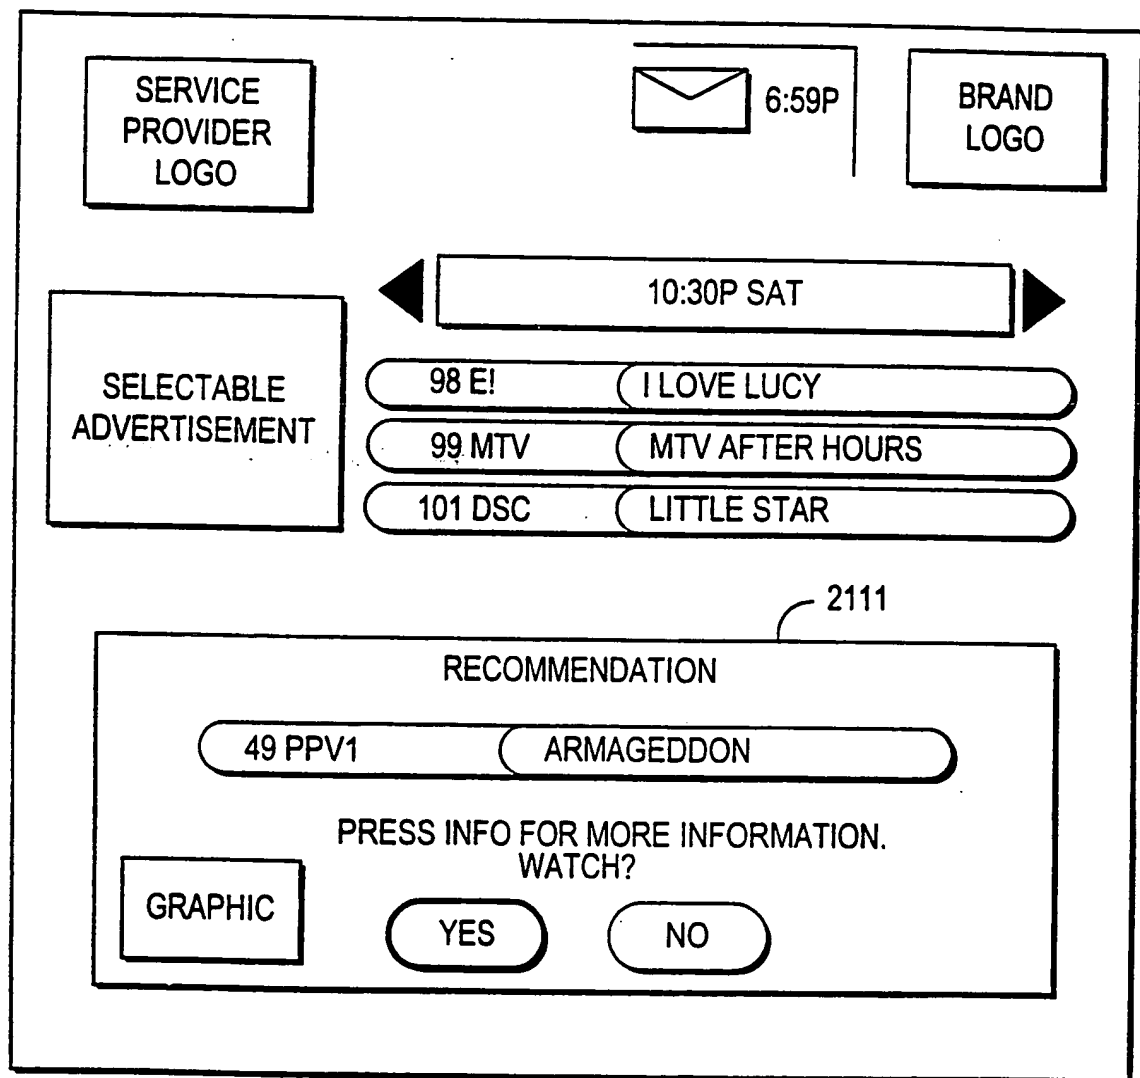 SERVICE
PROVIDER
LOGO
6:59P
BRAND
LOGO
10:30P SAT
SELECTABLE
ADVERTISEMENT
98 E! I LOVE LUCY
99 MTV MTV AFTER HOURS
101 DSC LITTLE STAR
2111
RECOMMENDATION
49 PPV1 ARMAGEDDON
PRESS INFO FOR MORE INFORMATION.
WATCH?
GRAPHIC
YES NO